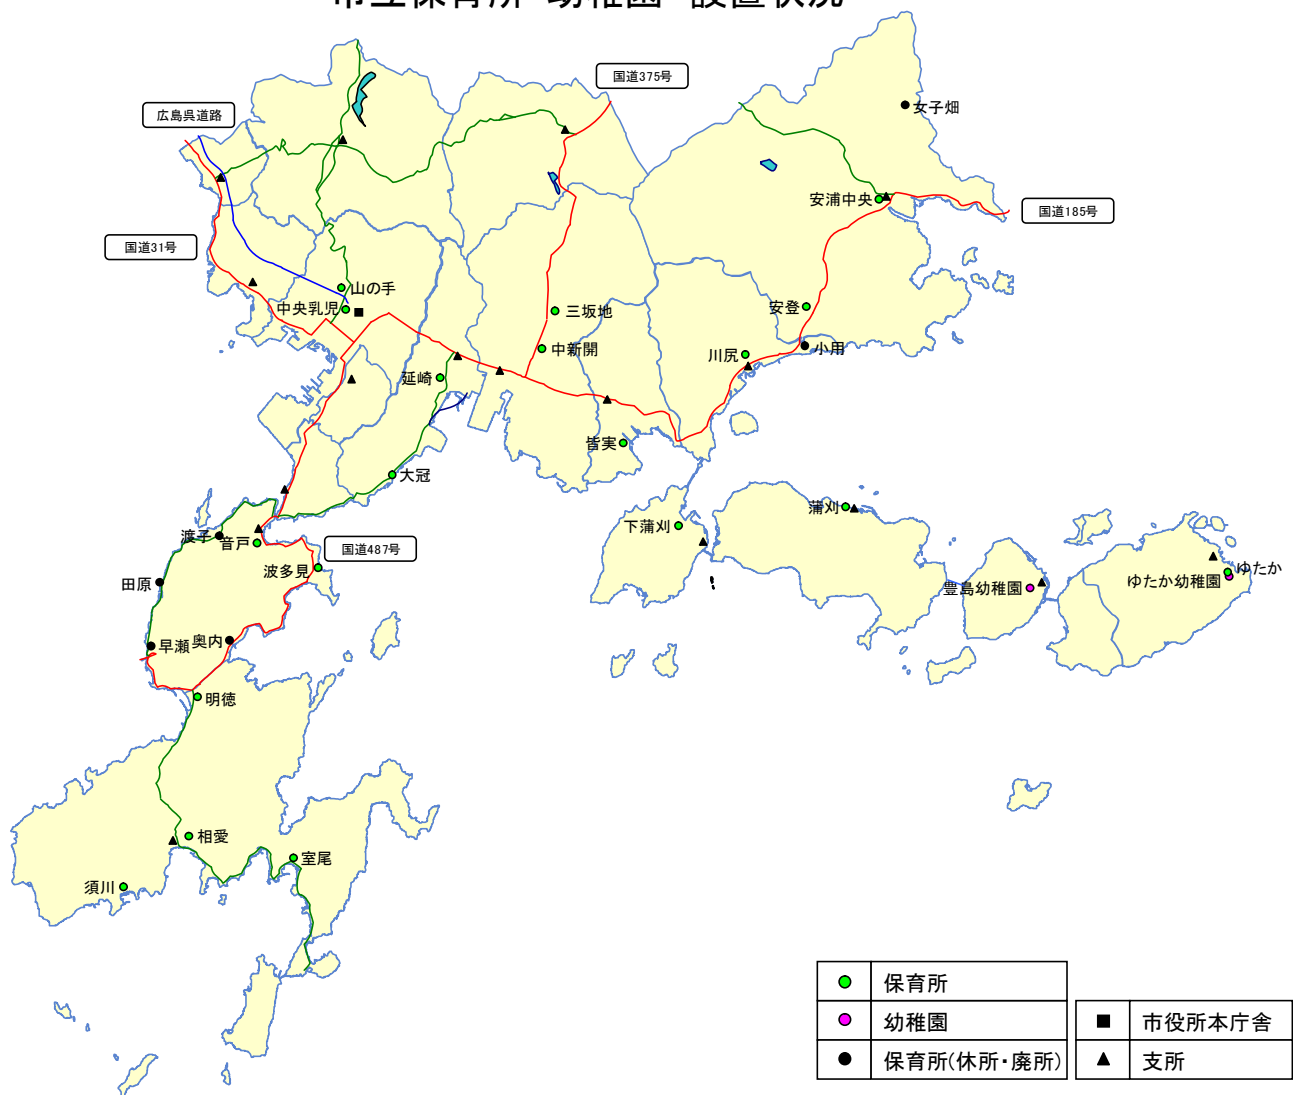 市立保育所・幼稚園 設置状況
国道375号
広島呉道路
女子畑
安浦中央
国道185号
国道31号
山の手
中央乳児
三坂地
安登
中新開
川尻
小用
延崎
皆実
大冠
蒲刈
下蒲刈
渡子
音戸
国道487号
波多見
ゆたか
ゆたか幼稚園
田原
豊島幼稚園
早瀬
奥内
明徳
相愛
室尾
須川
保育所
幼稚園
市役所本庁舎
保育所(休所・廃所)
支所